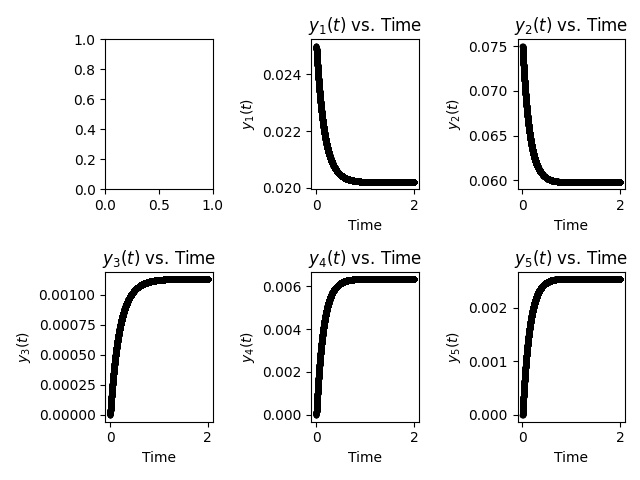 y₁(t) vs. Time
y₂(t) vs. Time
1.0
0.8
0.6
0.4
0.2
0.0
0.0 0.5 1.0
y₁(t)
0.024
0.022
0.020
0 2
Time
y₂(t)
0.075
0.070
0.065
0.060
0 2
Time
y₃(t) vs. Time
y₃(t)
0.00100
0.00075
0.00050
0.00025
0.00000
0 2
Time
y₄(t) vs. Time
y₄(t)
0.006
0.004
0.002
0.000
0 2
Time
y₅(t) vs. Time
y₅(t)
0.002
0.001
0.000
0 2
Time